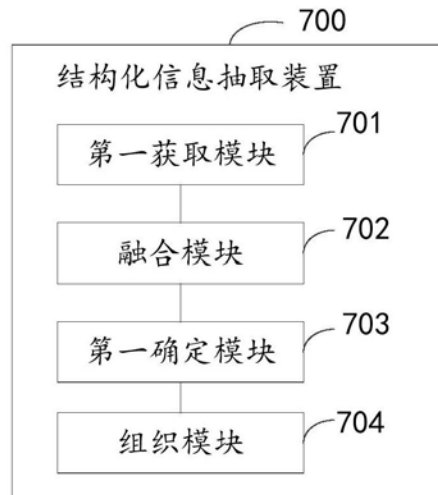 700
结构化信息抽取装置
701
第一获取模块
702
融合模块
703
第一确定模块
704
组织模块